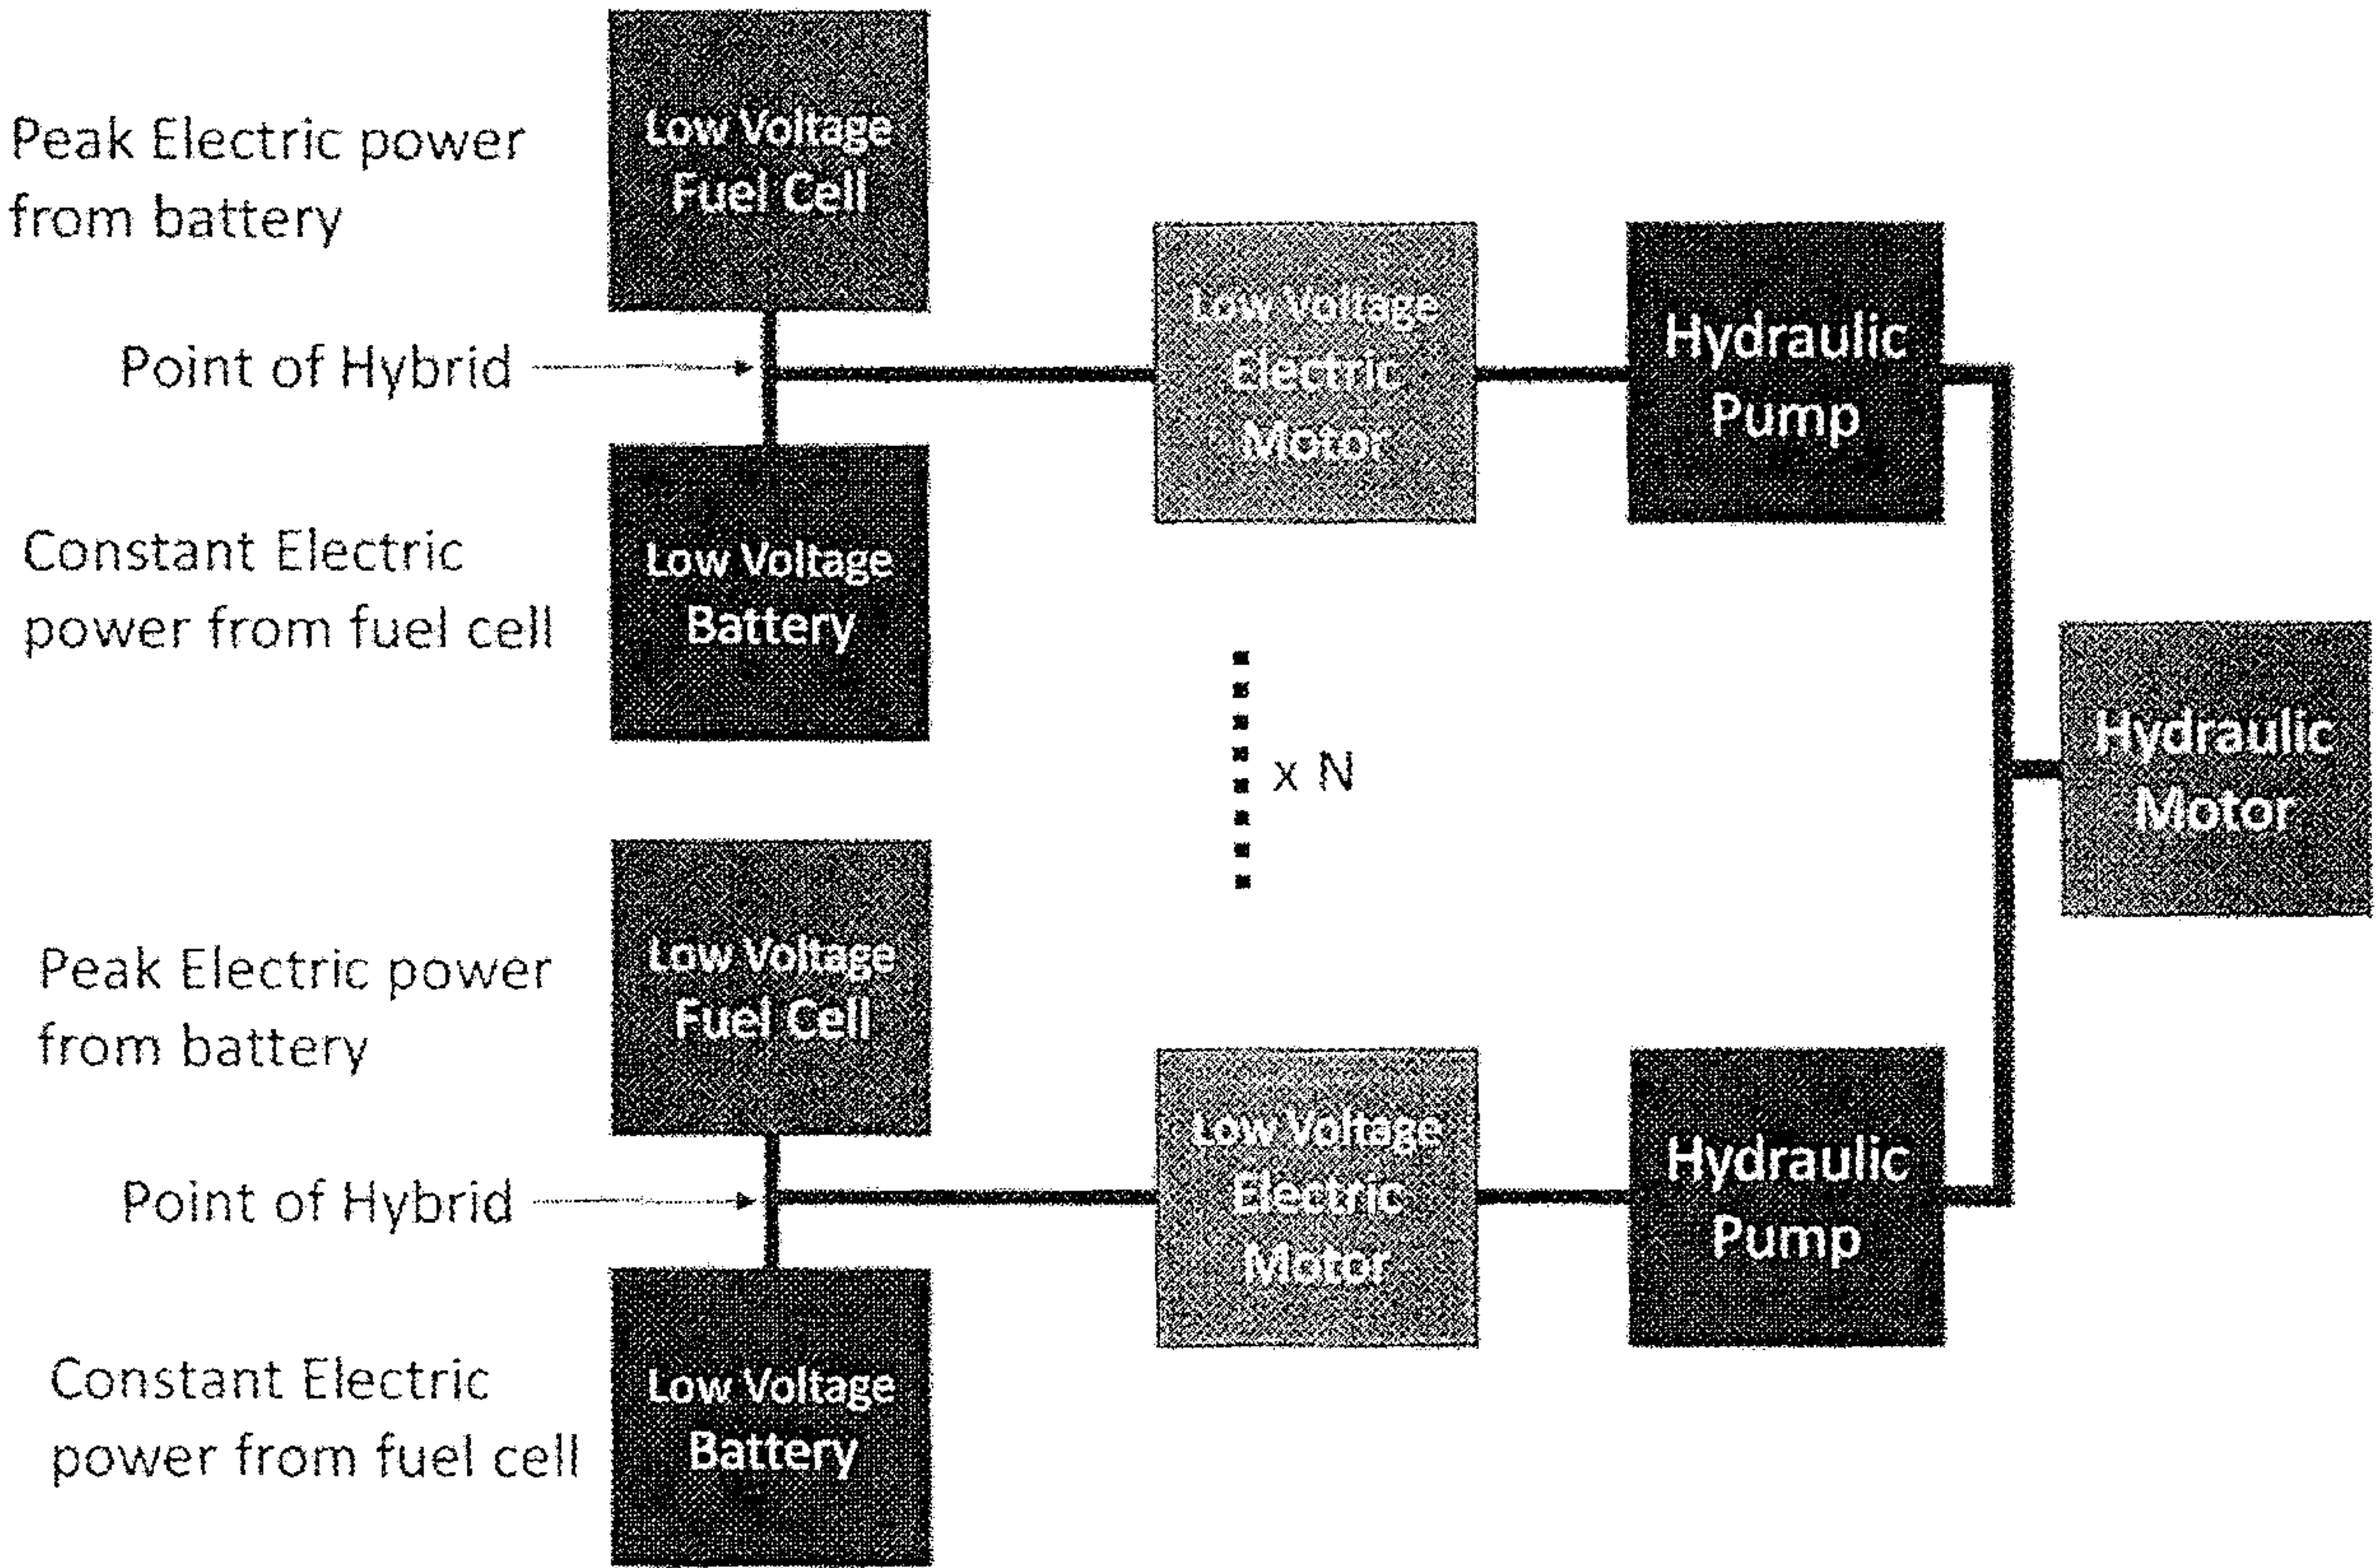 Peak Electric power
from battery
Low Voltage
Fuel Cell
Point of Hybrid
Low Voltage
Electric
Motor
Hydraulic
Pump
Constant Electric
power from fuel cell
Low Voltage
Battery
x N
Hydraulic
Motor
Peak Electric power
from battery
Low Voltage
Fuel Cell
Point of Hybrid
Low Voltage
Electric
Motor
Hydraulic
Pump
Constant Electric
power from fuel cell
Low Voltage
Battery